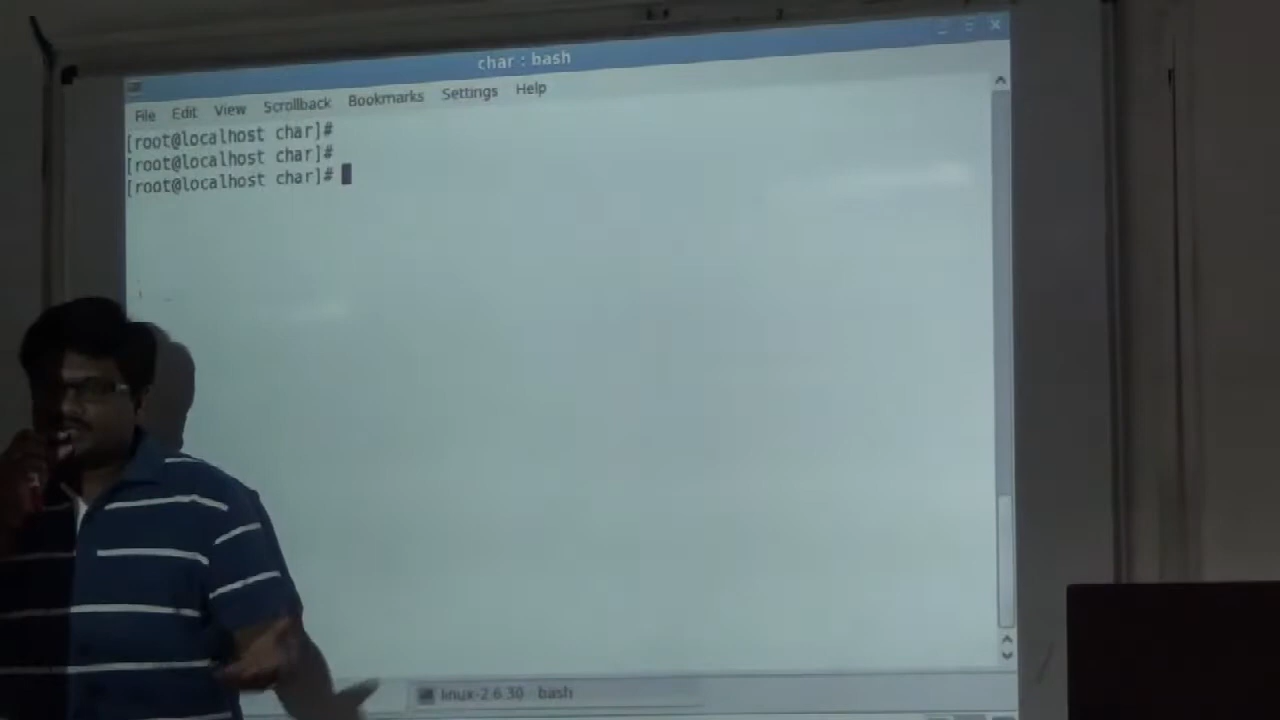 char : bash
File Edit View Scrollback Bookmarks Settings Help
[root@localhost char]#
[root@localhost char]#
[root@localhost char]#
linux-2.6.30 : bash